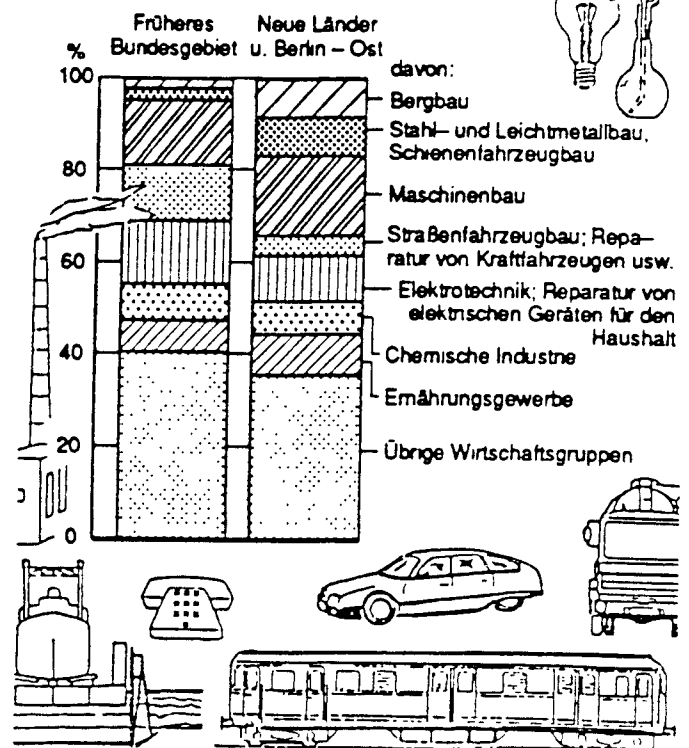 Früheres
Bundesgebiet
Neue Länder
u. Berlin – Ost
%
100
80
60
40
20
0
davon:
Bergbau
Stahl– und Leichtmetallbau,
Schienenfahrzeugbau
Maschinenbau
Straßenfahrzeugbau; Repa–
ratur von Kraftfahrzeugen usw.
Elektrotechnik; Reparatur von
elektrischen Geräten für den
Haushalt
Chemische Industrie
Ernährungsgewerbe
Übrige Wirtschaftsgruppen